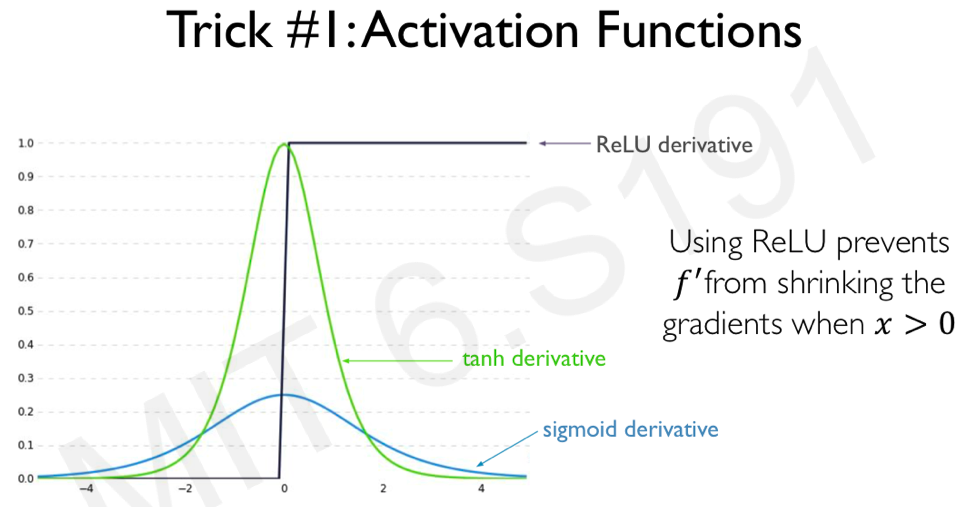 Trick #1: Activation Functions
1.0
0.9
0.8
0.7
0.6
0.5
0.4
0.3
0.2
0.1
0.0
−4
−2
0
2
4
ReLU derivative
tanh derivative
sigmoid derivative
Using ReLU prevents
f′ from shrinking the
gradients when x > 0
MIT 6.S191